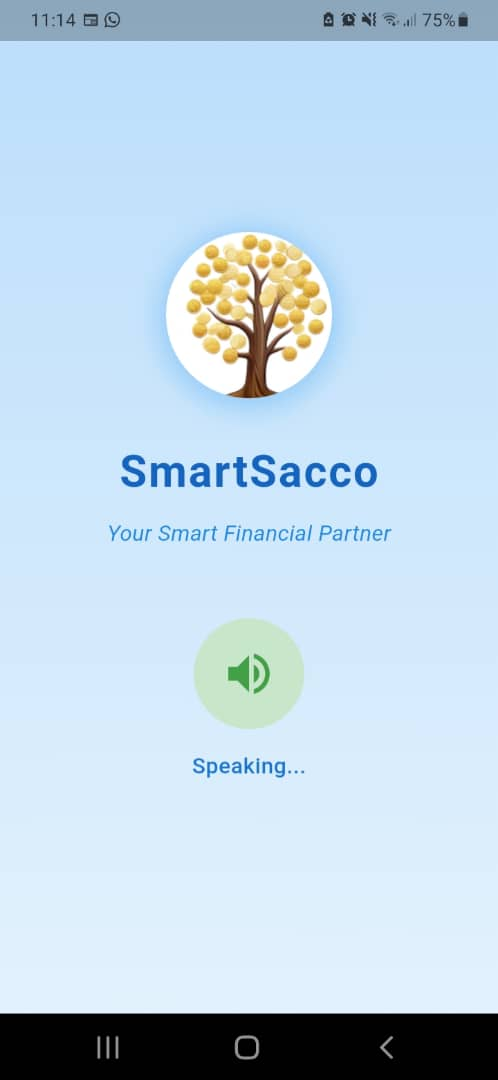 11:14
75%
SmartSacco
Your Smart Financial Partner
Speaking...